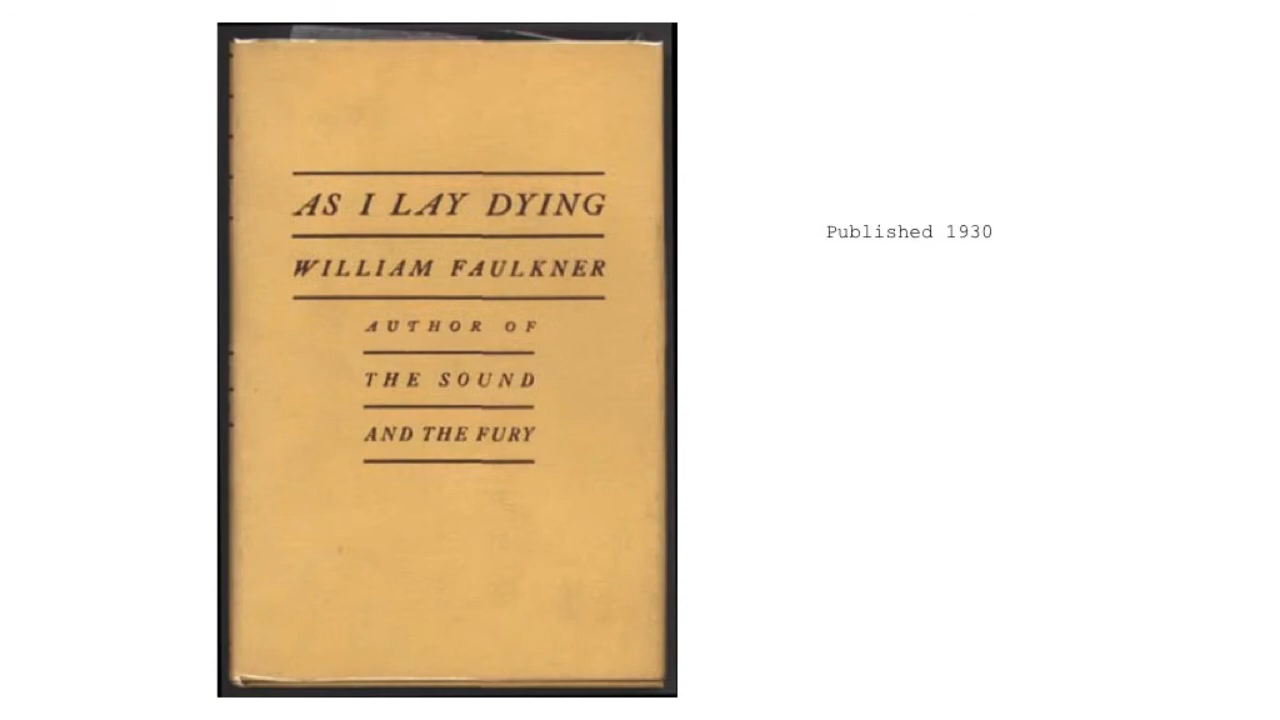 AS I LAY DYING
WILLIAM FAULKNER
AUTHOR OF
THE SOUND
AND THE FURY
Published 1930